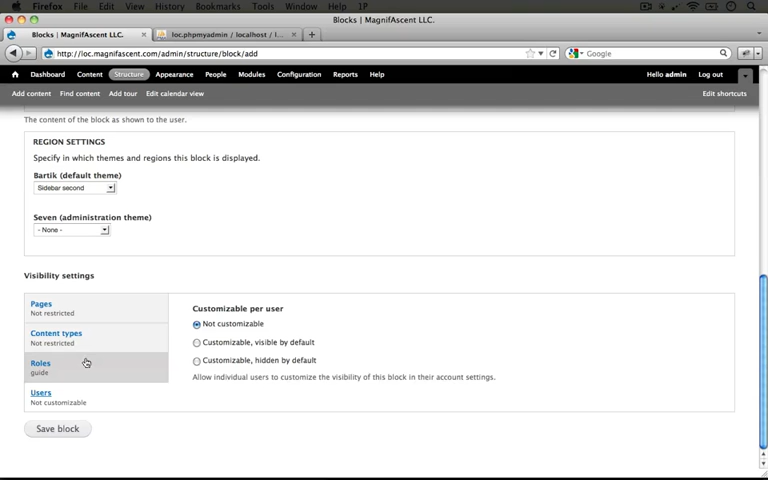 Firefox File Edit View History Bookmarks Tools Window Help 1P
Blocks | MagnifAscent LLC.
Blocks | MagnifAscent LLC. loc.phpmyadmin / localhost / l...
http://loc.magnifascent.com/admin/structure/block/add Google
Dashboard Content Structure Appearance People Modules Configuration Reports Help Hello admin Log out
Add content Find content Add tour Edit calendar view Edit shortcuts
The content of the block as shown to the user.
REGION SETTINGS
Specify in which themes and regions this block is displayed.
Bartik (default theme)
Sidebar second
Seven (administration theme)
- None -
Visibility settings
Pages
Not restricted
Content types
Not restricted
Roles
guide
Users
Not customizable
Customizable per user
Not customizable
Customizable, visible by default
Customizable, hidden by default
Allow individual users to customize the visibility of this block in their account settings.
Save block